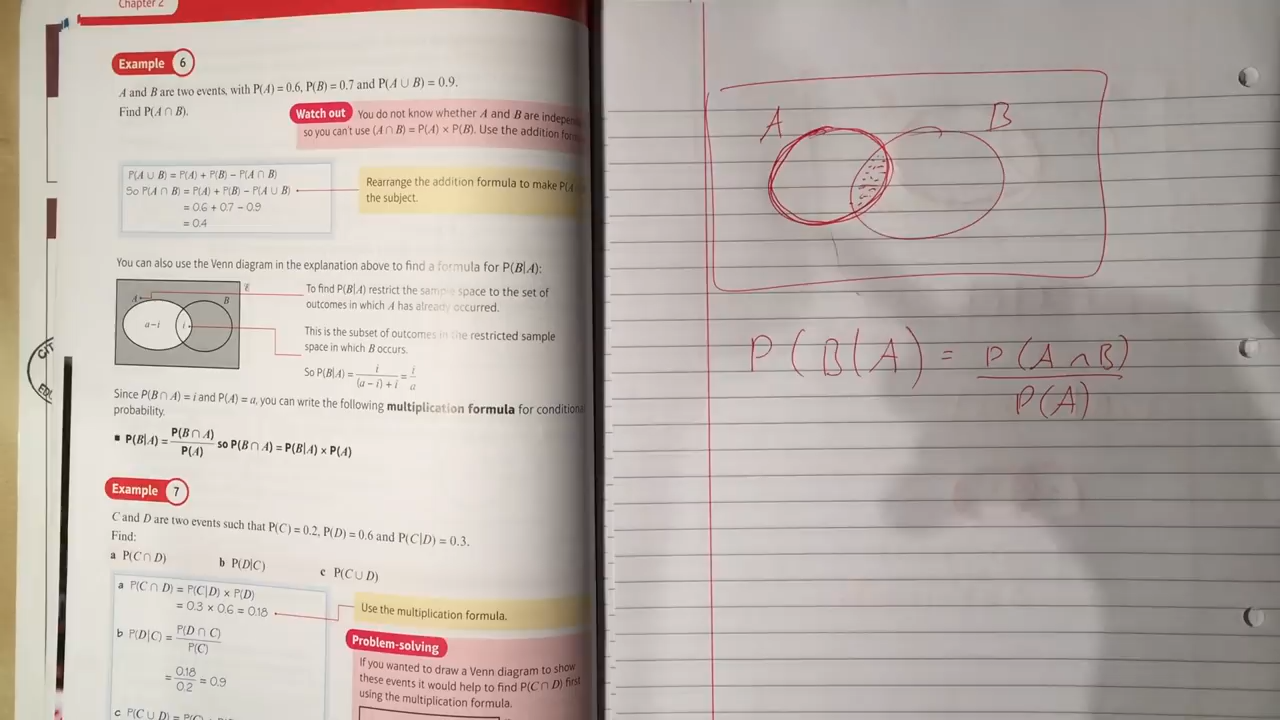 Chapter 2
Example 6
A and B are two events, with P(A) = 0.6, P(B) = 0.7 and P(A ∪ B) = 0.9.
Find P(A ∩ B).
Watch out You do not know whether A and B are
so you can't use (A ∩ B) = P(A) × P(B). Use the addition
P(A ∪ B) = P(A) + P(B) − P(A ∩ B)
So P(A ∩ B) = P(A) + P(B) − P(A ∪ B)
= 0.6 + 0.7 − 0.9
= 0.4
Rearrange the addition formula to make
the subject.
You can also use the Venn diagram in the explanation above to find a formula for P(B|A):
A
B
ℰ
a−i
i
To find P(B|A) restrict the sample space to the set of
outcomes in which A has already occurred.
This is the subset of outcomes in the restricted sample
space in which B occurs.
So P(B|A) = i/((a − i) + i) = i/a
Since P(B ∩ A) = i and P(A) = a, you can write the following multiplication formula for conditional
probability.
■ P(B|A) = P(B ∩ A)/P(A) so P(B ∩ A) = P(B|A) × P(A)
Example 7
C and D are two events such that P(C) = 0.2, P(D) = 0.6 and P(C|D) = 0.3.
Find:
a P(C ∩ D) b P(D|C) c P(C ∪ D)
a P(C ∩ D) = P(C|D) × P(D)
= 0.3 × 0.6 = 0.18
Use the multiplication formula.
b P(D|C) = P(D ∩ C)/P(C)
= 0.18/0.2 = 0.9
Problem-solving
If you wanted to draw a Venn diagram to show
these events it would help to find P(C ∩ D) first
using the multiplication formula.
c P(C ∪ D) =
A
B
P(B|A) = P(A∩B)/P(A)